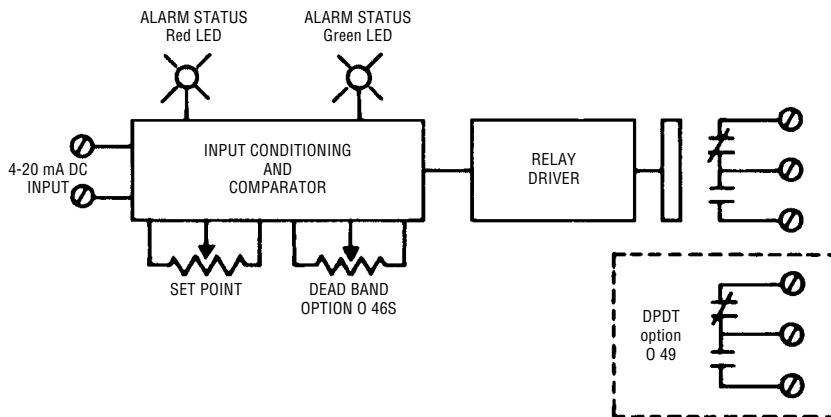 ALARM STATUS
Red LED
ALARM STATUS
Green LED
4-20 mA DC
INPUT
INPUT CONDITIONING
AND
COMPARATOR
RELAY
DRIVER
SET POINT
DEAD BAND
OPTION O 46S
DPDT
option
O 49